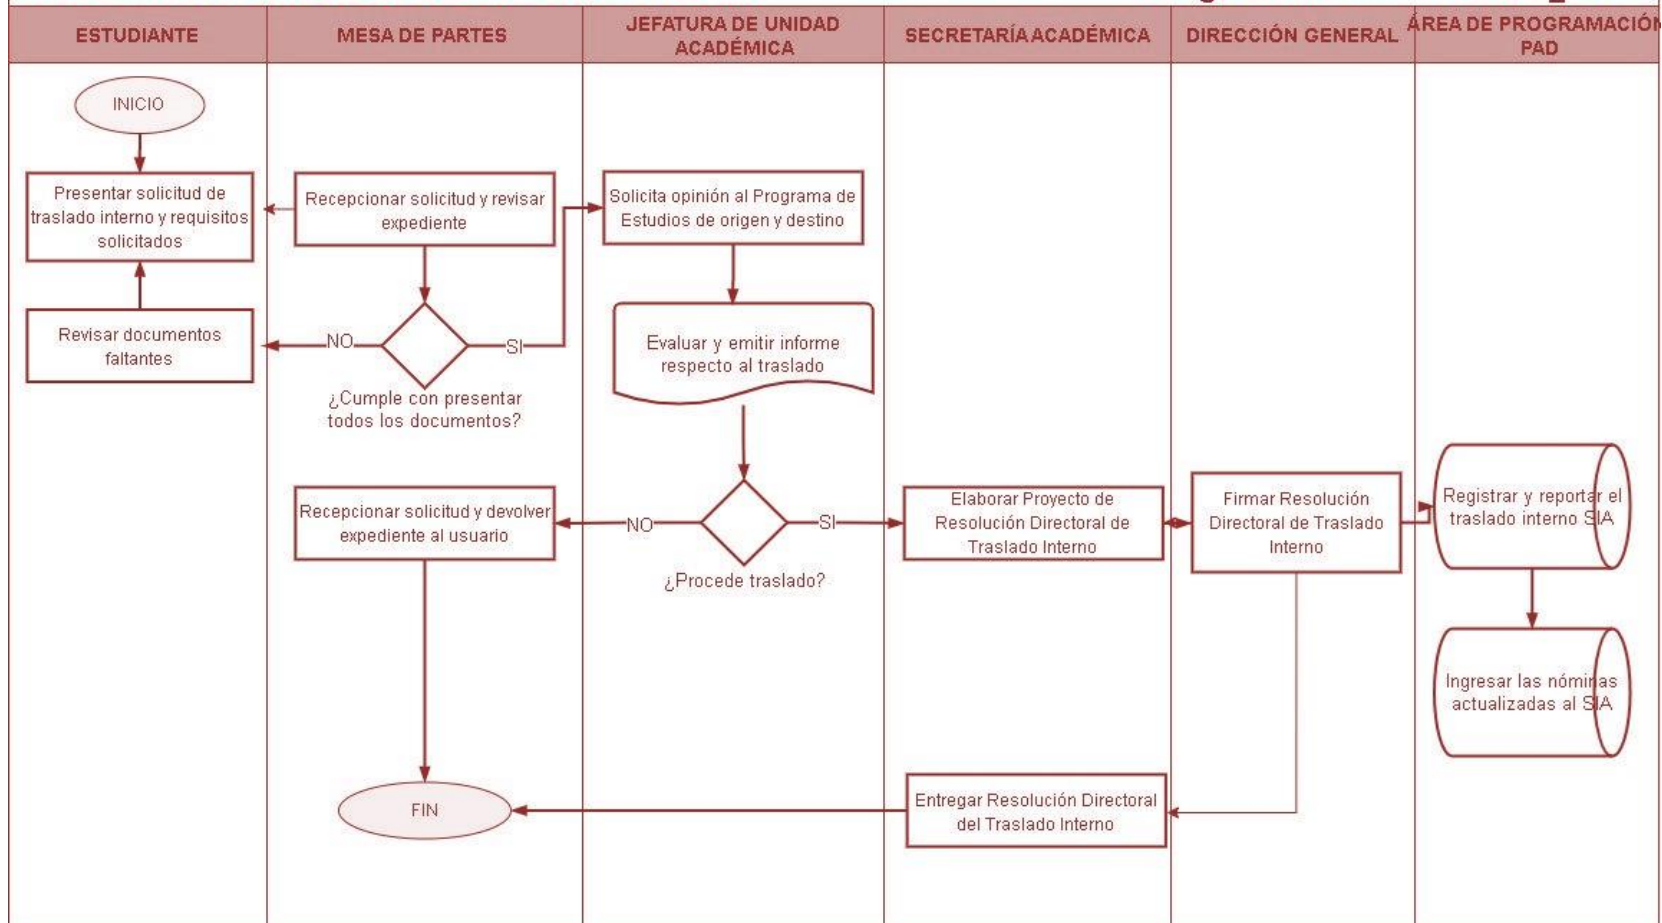 ESTUDIANTE
MESA DE PARTES
JEFATURA DE UNIDAD
ACADÉMICA
SECRETARÍA ACADÉMICA
DIRECCIÓN GENERAL
ÁREA DE PROGRAMACIÓN
PAD
INICIO
Presentar solicitud de
traslado interno y requisitos
solicitados
Recepcionar solicitud y revisar
expediente
Solicita opinión al Programa de
Estudios de origen y destino
Revisar documentos
faltantes
NO
SI
¿Cumple con presentar
todos los documentos?
Evaluar y emitir informe
respecto al traslado
Recepcionar solicitud y devolver
expediente al usuario
NO
SI
¿Procede traslado?
Elaborar Proyecto de
Resolución Directoral de
Traslado Interno
Firmar Resolución
Directoral de Traslado
Interno
Registrar y reportar el
traslado interno SIA
Ingresar las nóminas
actualizadas al SIA
FIN
Entregar Resolución Directoral
del Traslado Interno